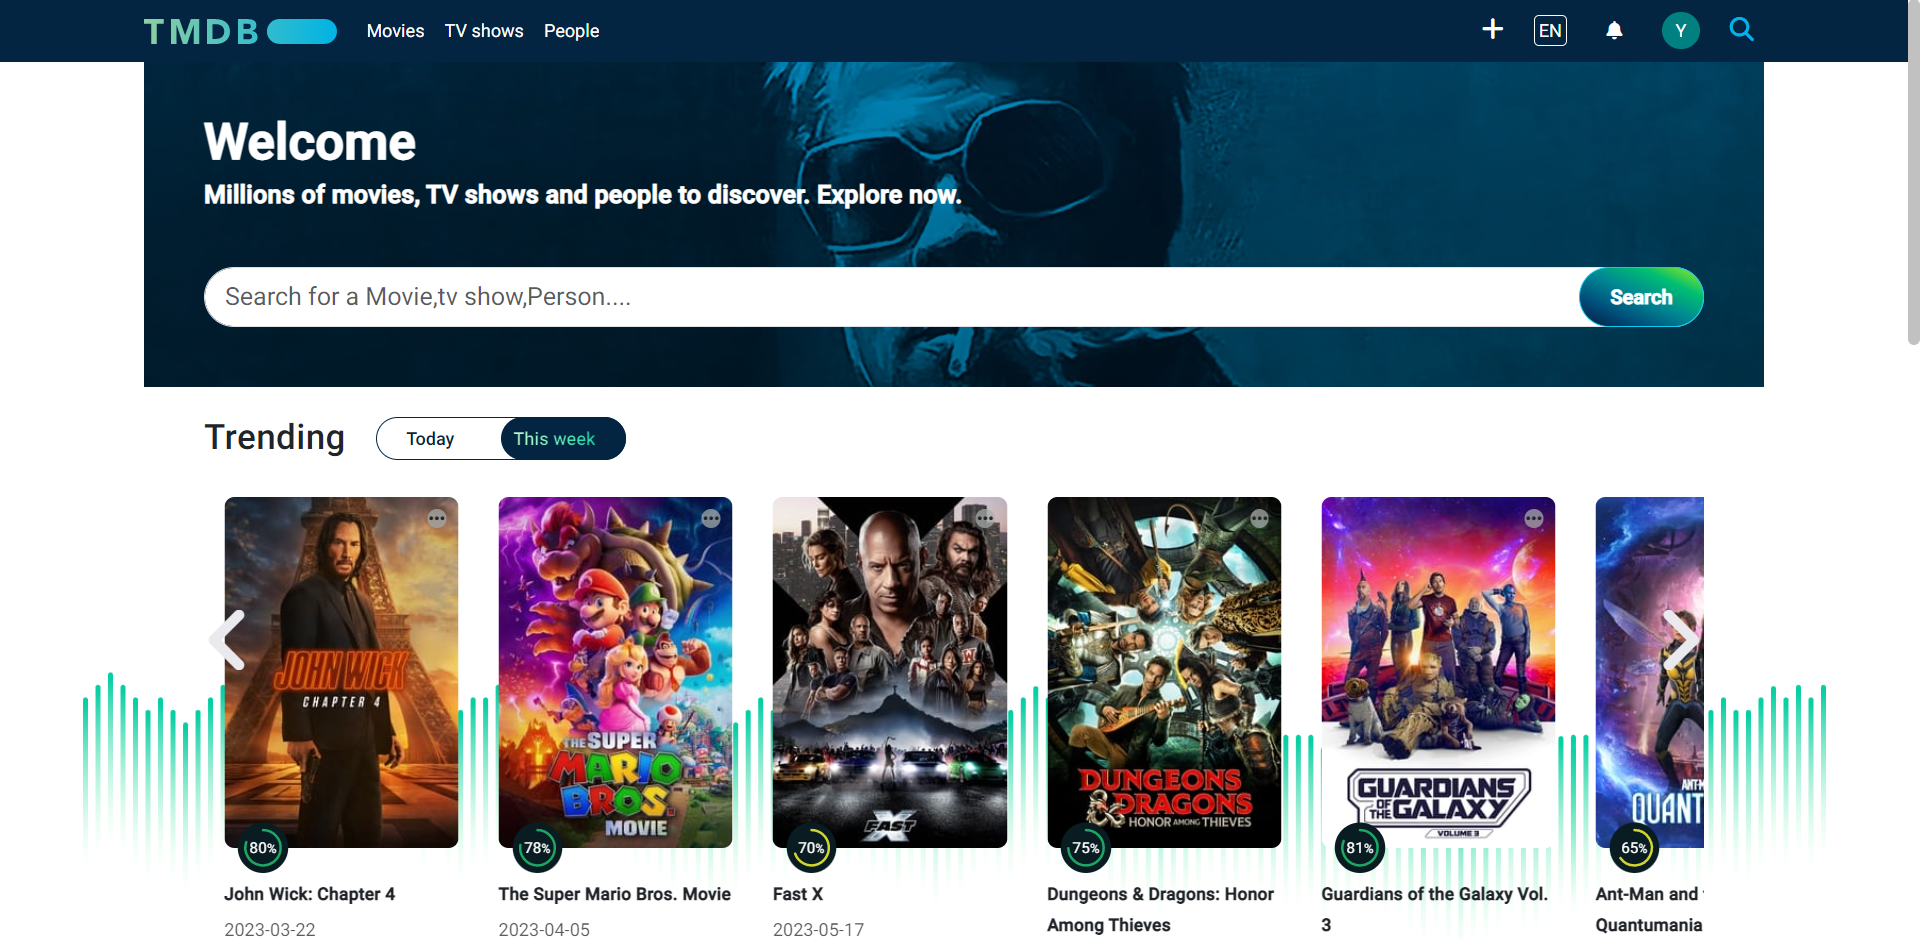 TMDB Movies TV shows People EN Y
Welcome
Millions of movies, TV shows and people to discover. Explore now.
Search for a Movie,tv show,Person.... Search
Trending Today This week
JOHN WICK
CHAPTER 4
THE SUPER
MARIO
BROS.
MOVIE
FAST
X
DUNGEONS
& DRAGONS
HONOR AMONG THIEVES
GUARDIANS
OF THE GALAXY
VOLUME 3
ANT-M
QUANT
80% 78% 70% 75% 81% 65%
John Wick: Chapter 4
2023-03-22
The Super Mario Bros. Movie
2023-04-05
Fast X
2023-05-17
Dungeons & Dragons: Honor
Among Thieves
Guardians of the Galaxy Vol.
3
Ant-Man and
Quantumania